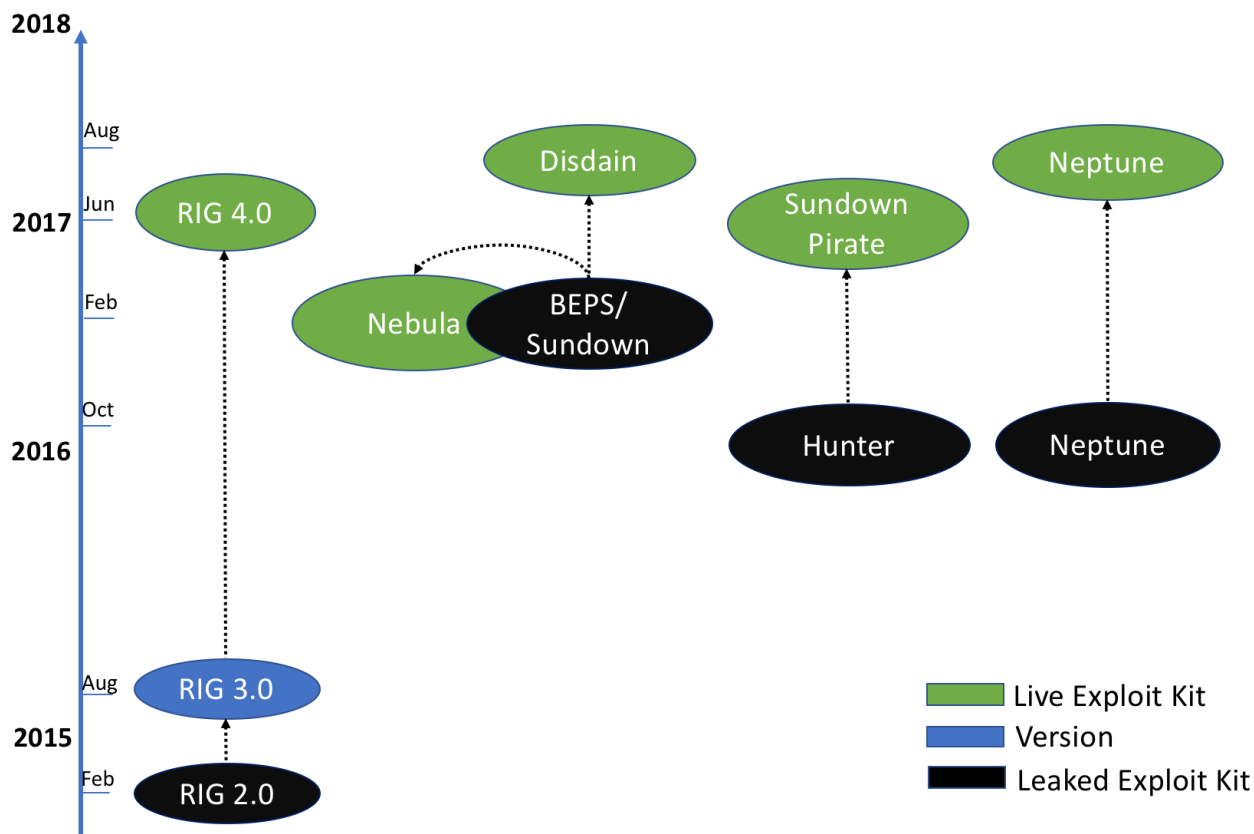 2018
Aug
Disdain
Neptune
RIG 4.0
Jun
2017
Sundown
Pirate
Feb
Nebula
BEPS/
Sundown
Oct
2016
Hunter
Neptune
Aug
RIG 3.0
Live Exploit Kit
2015
Version
Feb
RIG 2.0
Leaked Exploit Kit